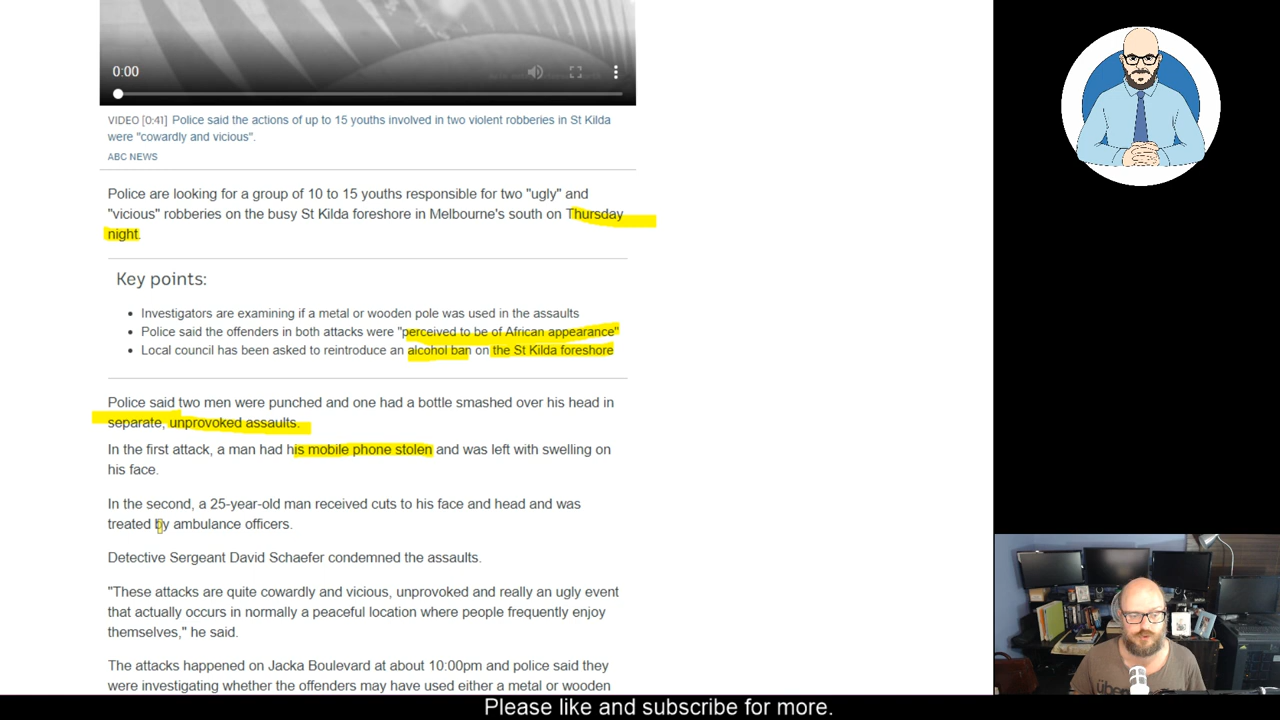 0:00
VIDEO [0:41] Police said the actions of up to 15 youths involved in two violent robberies in St Kilda
were "cowardly and vicious".
ABC NEWS
Police are looking for a group of 10 to 15 youths responsible for two "ugly" and
"vicious" robberies on the busy St Kilda foreshore in Melbourne's south on Thursday
night.
Key points:
• Investigators are examining if a metal or wooden pole was used in the assaults
• Police said the offenders in both attacks were "perceived to be of African appearance"
• Local council has been asked to reintroduce an alcohol ban on the St Kilda foreshore
Police said two men were punched and one had a bottle smashed over his head in
separate, unprovoked assaults.
In the first attack, a man had his mobile phone stolen and was left with swelling on
his face.
In the second, a 25-year-old man received cuts to his face and head and was
treated by ambulance officers.
Detective Sergeant David Schaefer condemned the assaults.
"These attacks are quite cowardly and vicious, unprovoked and really an ugly event
that actually occurs in normally a peaceful location where people frequently enjoy
themselves," he said.
The attacks happened on Jacka Boulevard at about 10:00pm and police said they
were investigating whether the offenders may have used either a metal or wooden
Please like and subscribe for more.